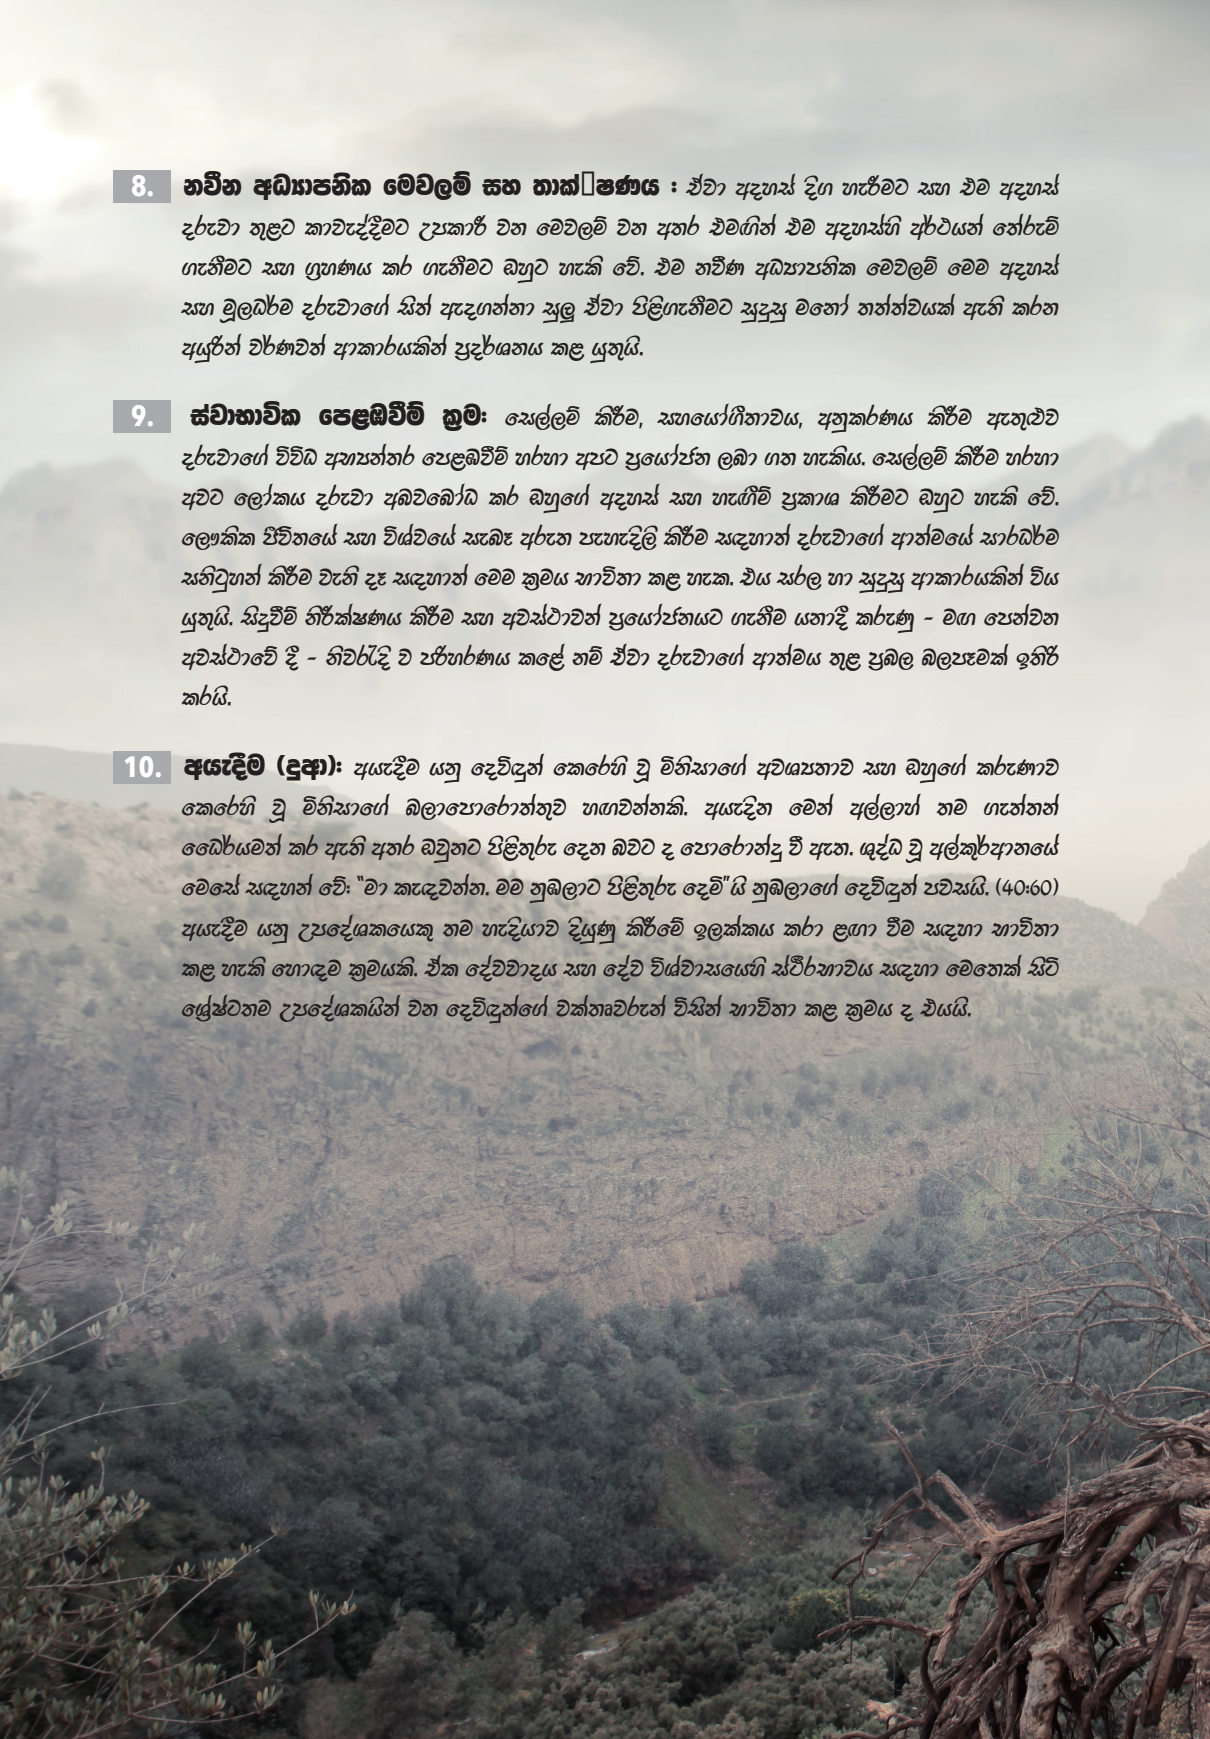 8. නවීන අධ්‍යාපනික මෙවලම් සහ තාක්‍ෂණය : ඒවා අදහස් දිග හැරීමට සහ එම අදහස්
දරුවා තුළට කාවැද්දීමට උපකාරී වන මෙවලම් වන අතර එමඟින් එම අදහස්හි අර්ථයන් තේරුම්
ගැනීමට සහ ග්‍රහණය කර ගැනීමට ඔහුට හැකි වේ. එම නවීණ අධ්‍යාපනික මෙවලම් මෙම අදහස්
සහ මූලධර්ම දරුවාගේ සිත් ඇදගන්නා සුලු ඒවා පිළිගැනීමට සුදුසු මනෝ තත්ත්වයක් ඇති කරන
අයුරින් වර්ණවත් ආකාරයකින් ප්‍රදර්ශනය කළ යුතුයි.
9. ස්වාභාවික පෙළඹවීම් ක්‍රම: සෙල්ලම් කිරීම, සහයෝගීතාවය, අනුකරණය කිරීම ඇතුළුව
දරුවාගේ විවිධ අභ්‍යන්තර පෙළඹවීම් හරහා අපට ප්‍රයෝජන ලබා ගත හැකිය. සෙල්ලම් කිරීම හරහා
අවට ලෝකය දරුවා අබවබෝධ කර ඔහුගේ අදහස් සහ හැඟීම් ප්‍රකාශ කිරීමට ඔහුට හැකි වේ.
ලෞකික ජීවිතයේ සහ විශ්වයේ සැබෑ අරුත පැහැදිලි කිරීම සඳහාත් දරුවාගේ ආත්මයේ සාරධර්ම
සනිටුහන් කිරීම වැනි දෑ සඳහාත් මෙම ක්‍රමය භාවිතා කළ හැක. එය සරල හා සුදුසු ආකාරයකින් විය
යුතුයි. සිදුවීම් නිරීක්ෂණය කිරීම සහ අවස්ථාවන් ප්‍රයෝජනයට ගැනීම යනාදී කරුණු – මඟ පෙන්වන
අවස්ථාවේ දී – නිවරැදි ව පරිහරණය කළේ නම් ඒවා දරුවාගේ ආත්මය තුළ ප්‍රබල බලපෑමක් ඉතිරි
කරයි.
10. අයැදීම (දුආ): අයැදීම යනු දෙවිඳුන් කෙරෙහි වූ මිනිසාගේ අවශ්‍යතාව සහ ඔහුගේ කරුණාව
කෙරෙහි වූ මිනිසාගේ බලාපොරොත්තුව හඟවන්නකි. අයැදින මෙන් අල්ලාහ් තම ගැත්තන්
ධෛර්යමත් කර ඇති අතර ඔවුනට පිළිතුරු දෙන බවට ද පොරොන්දු වී ඇත. ශුද්ධ වූ අල්කුර්ආනයේ
මෙසේ සඳහන් වේ: “මා කැඳවන්න. මම නුඹලාට පිළිතුරු දෙමි”යි නුඹලාගේ දෙවිඳුන් පවසයි. (40:60)
අයැදීම යනු උපදේශකයෙකු තම හැදියාව දියුණු කිරීමේ ඉලක්කය කරා ළඟා වීම සඳහා භාවිතා
කළ හැකි හොඳම ක්‍රමයකි. ඒක දේවවාදය සහ දේව විශ්වාසයෙහි ස්ථීරභාවය සඳහා මෙතෙක් සිටි
ශ්‍රේෂ්ටතම උපදේශකයින් වන දෙවිඳුන්ගේ වක්තෘවරුන් විසින් භාවිතා කළ ක්‍රමය ද එයයි.